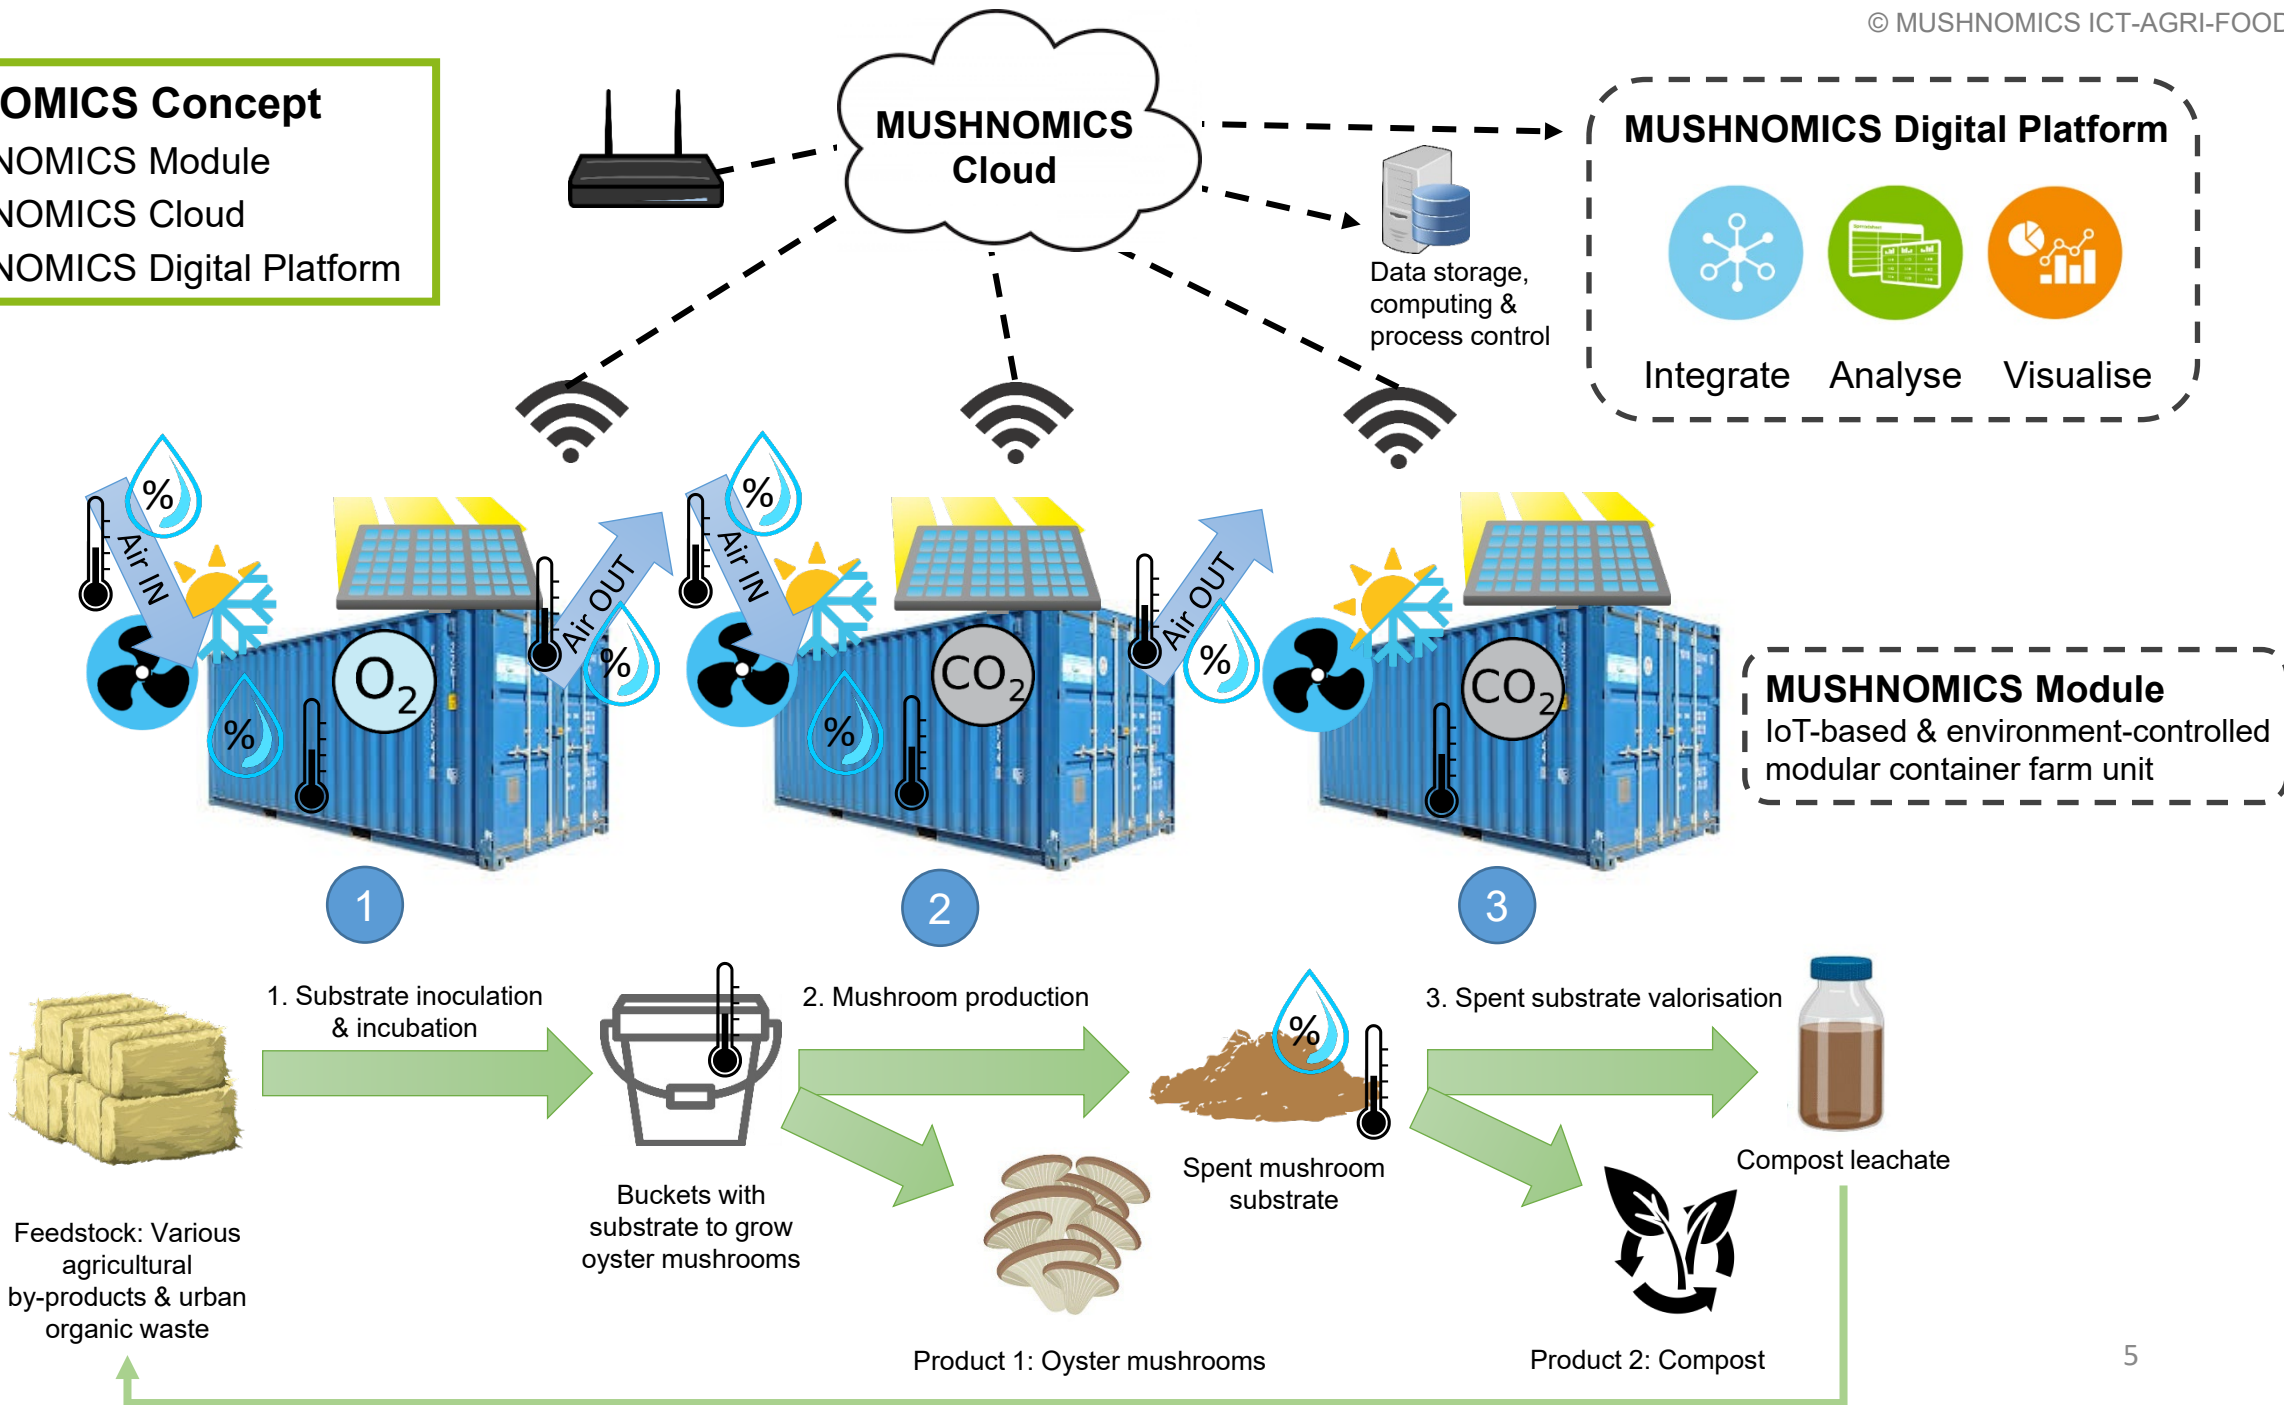 © MUSHNOMICS ICT-AGRI-FOOD
OMICS Concept
NOMICS Module
NOMICS Cloud
NOMICS Digital Platform
MUSHNOMICS
Cloud
MUSHNOMICS Digital Platform
Integrate Analyse Visualise
Data storage,
computing &
process control
%
Air IN
O2
%
Air OUT
%
%
Air IN
CO2
%
Air OUT
%
CO2
MUSHNOMICS Module
IoT-based & environment-controlled
modular container farm unit
1
2
3
1. Substrate inoculation
& incubation
2. Mushroom production
3. Spent substrate valorisation
%
Feedstock: Various
agricultural
by-products & urban
organic waste
Buckets with
substrate to grow
oyster mushrooms
Spent mushroom
substrate
Compost leachate
Product 1: Oyster mushrooms
Product 2: Compost
5